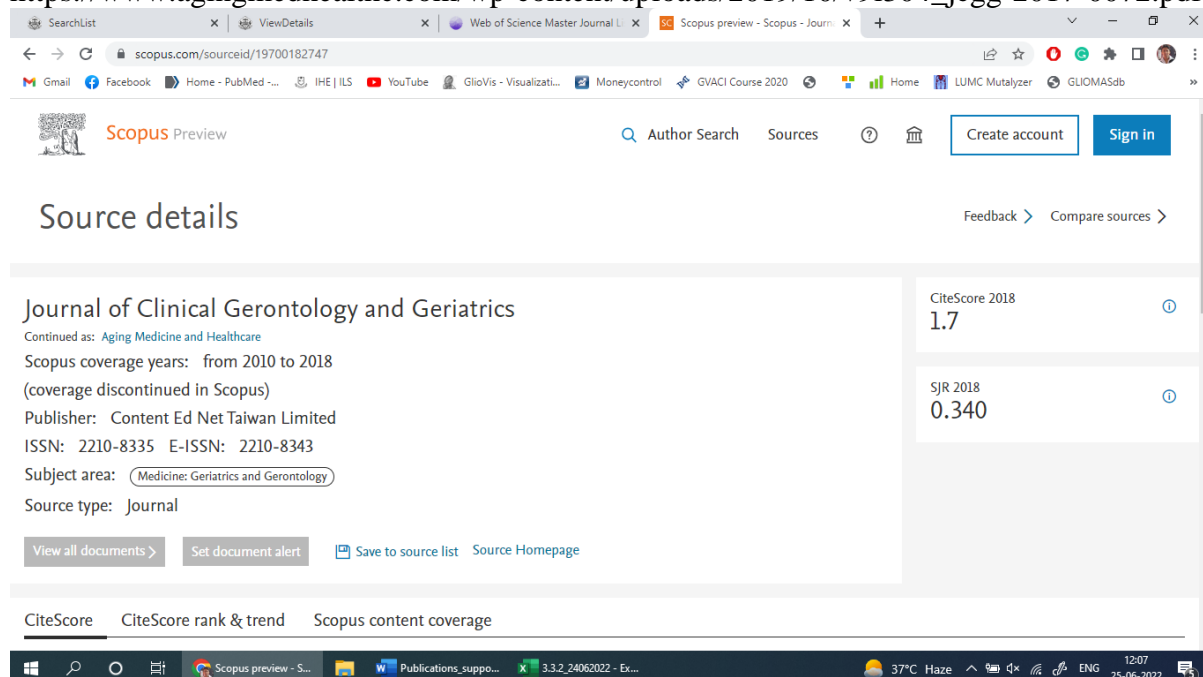 SearchList ViewDetails Web of Science Master Journal Li Scopus preview - Scopus - Journ
scopus.com/sourceid/19700182747
Gmail Facebook Home - PubMed -... IHE | ILS YouTube GlioVis - Visualizati... Moneycontrol GVACI Course 2020 Home LUMC Mutalyzer GLIOMASdb »
Scopus Preview Author Search Sources Create account Sign in
Source details Feedback Compare sources
Journal of Clinical Gerontology and Geriatrics
Continued as: Aging Medicine and Healthcare
Scopus coverage years: from 2010 to 2018
(coverage discontinued in Scopus)
Publisher: Content Ed Net Taiwan Limited
ISSN: 2210-8335 E-ISSN: 2210-8343
Subject area: Medicine: Geriatrics and Gerontology
Source type: Journal
View all documents Set document alert Save to source list Source Homepage
CiteScore 2018
1.7
SJR 2018
0.340
CiteScore CiteScore rank & trend Scopus content coverage
Scopus preview - S... Publications_suppo... 3.3.2_24062022 - Ex... 37°C Haze ENG 12:07
25-06-2022